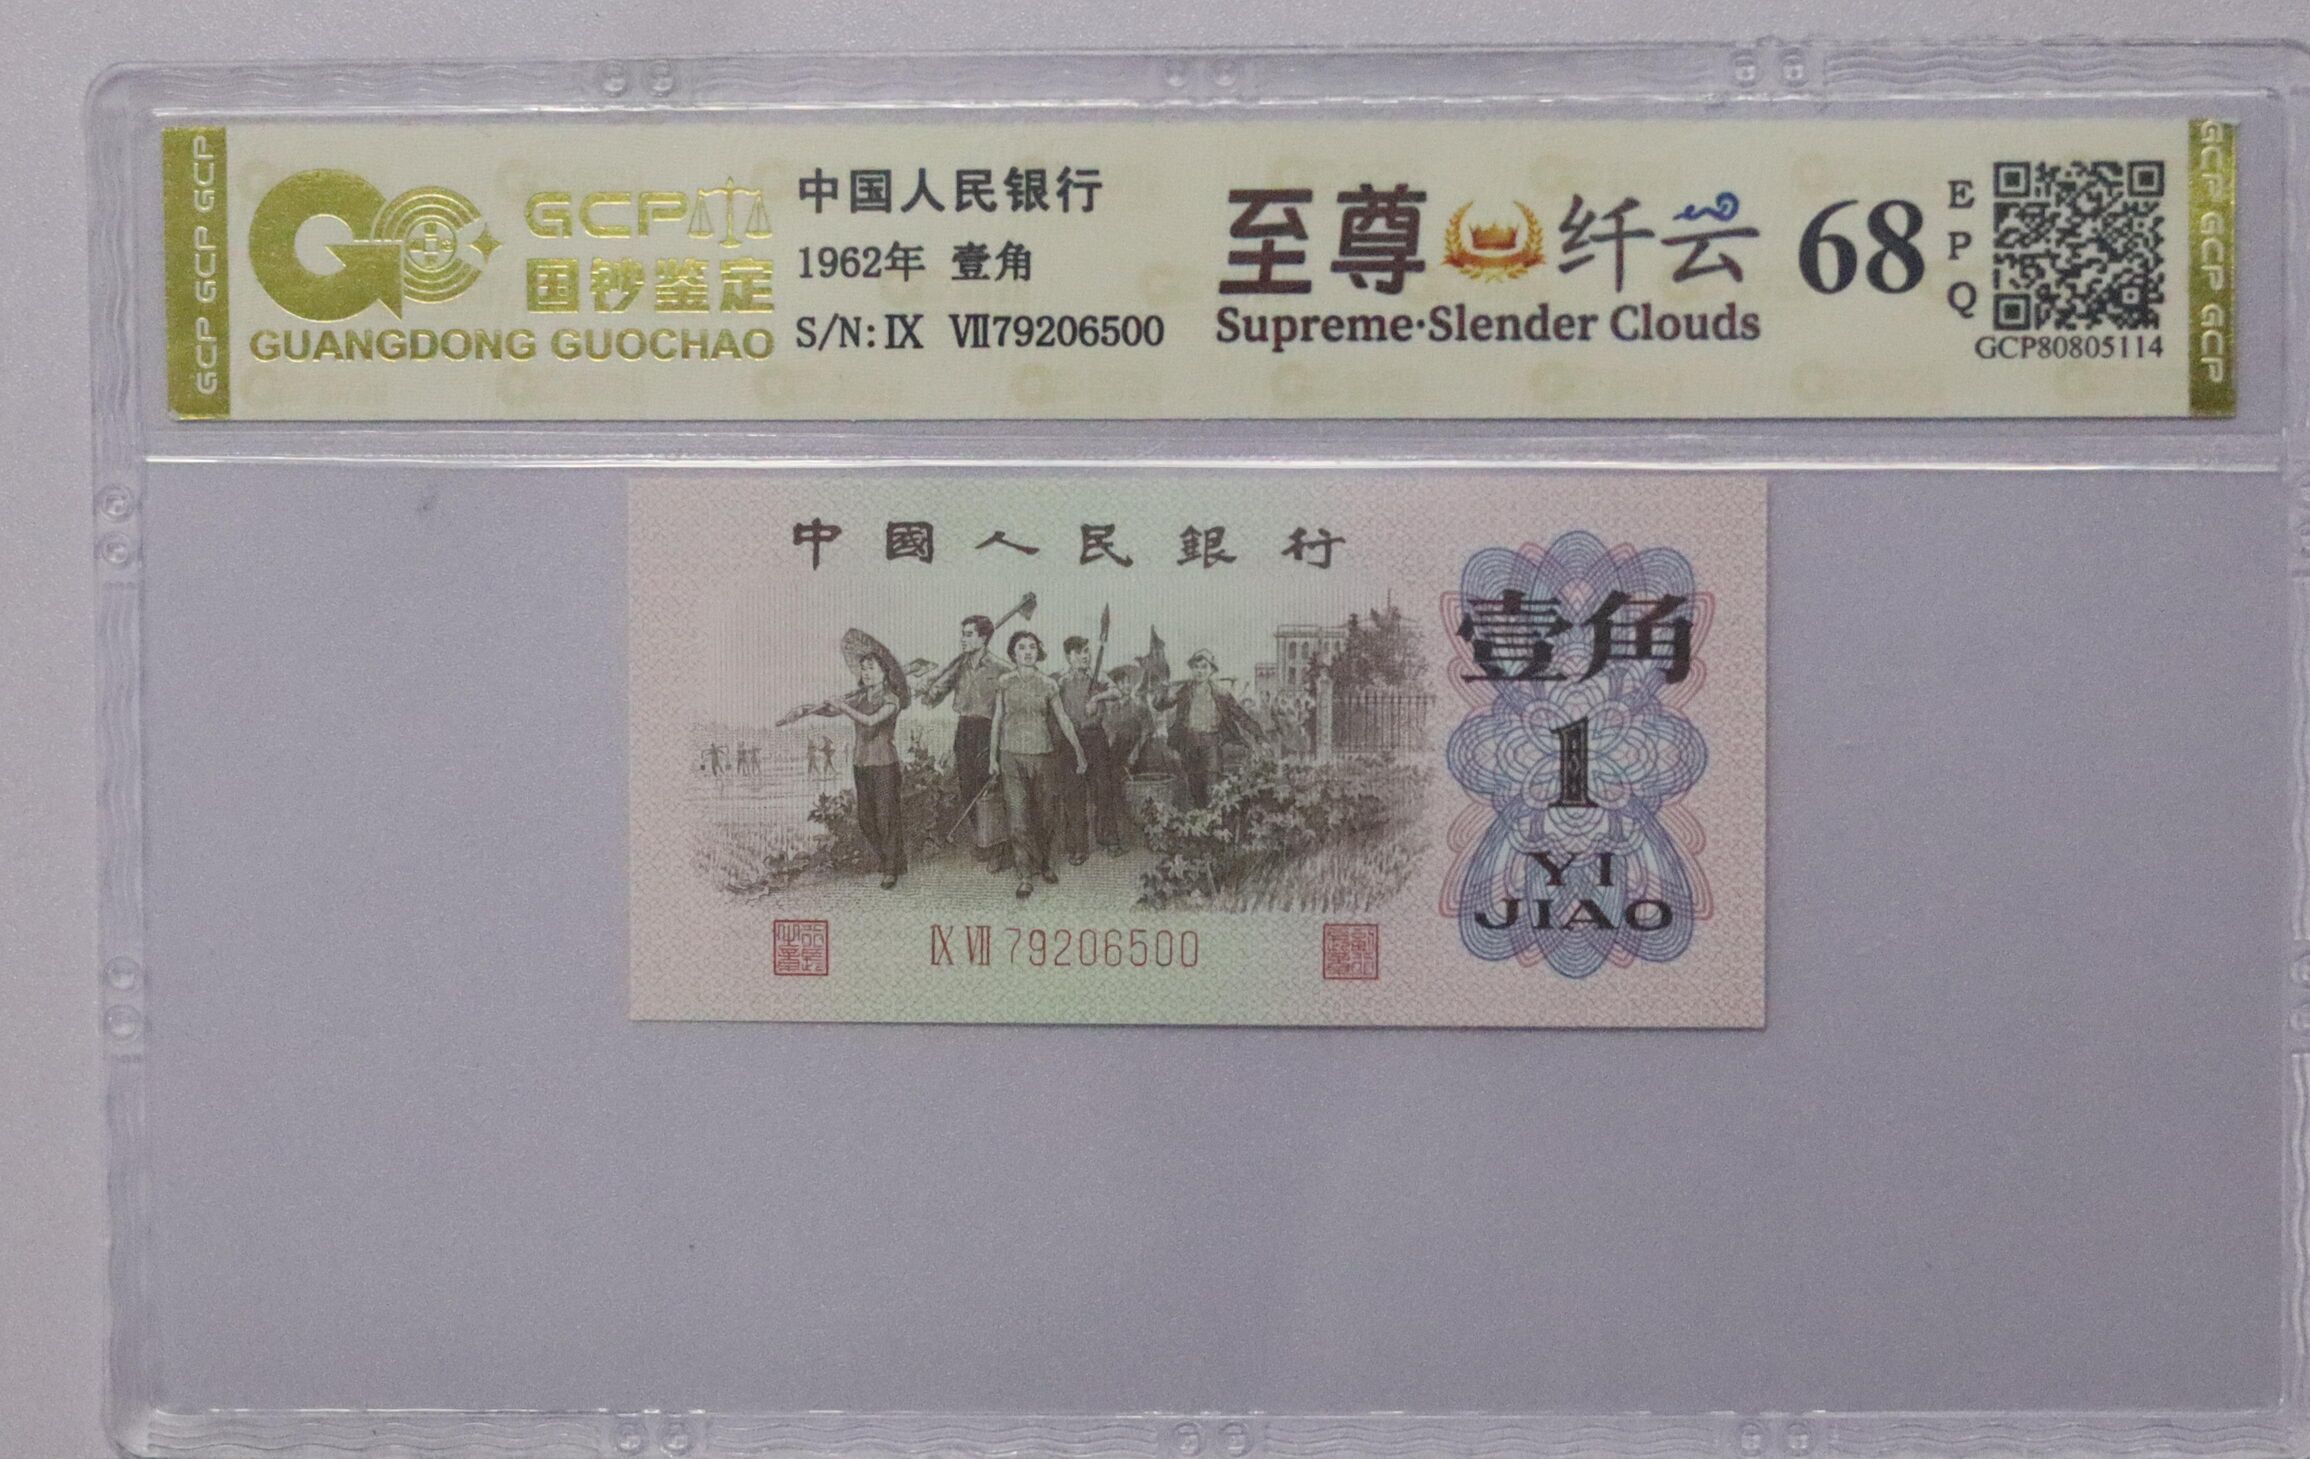 GCP GCP GCP
GCP
国钞鉴定
GUANGDONG GUOCHAO
中国人民银行
1962年 壹角
S/N: Ⅸ Ⅶ79206500
至尊 纤云
Supreme·Slender Clouds
68
EPQ
GCP80805114
GCP GCP GCP
中國人民銀行
壹角
1
YI
JIAO
Ⅸ Ⅶ 79206500